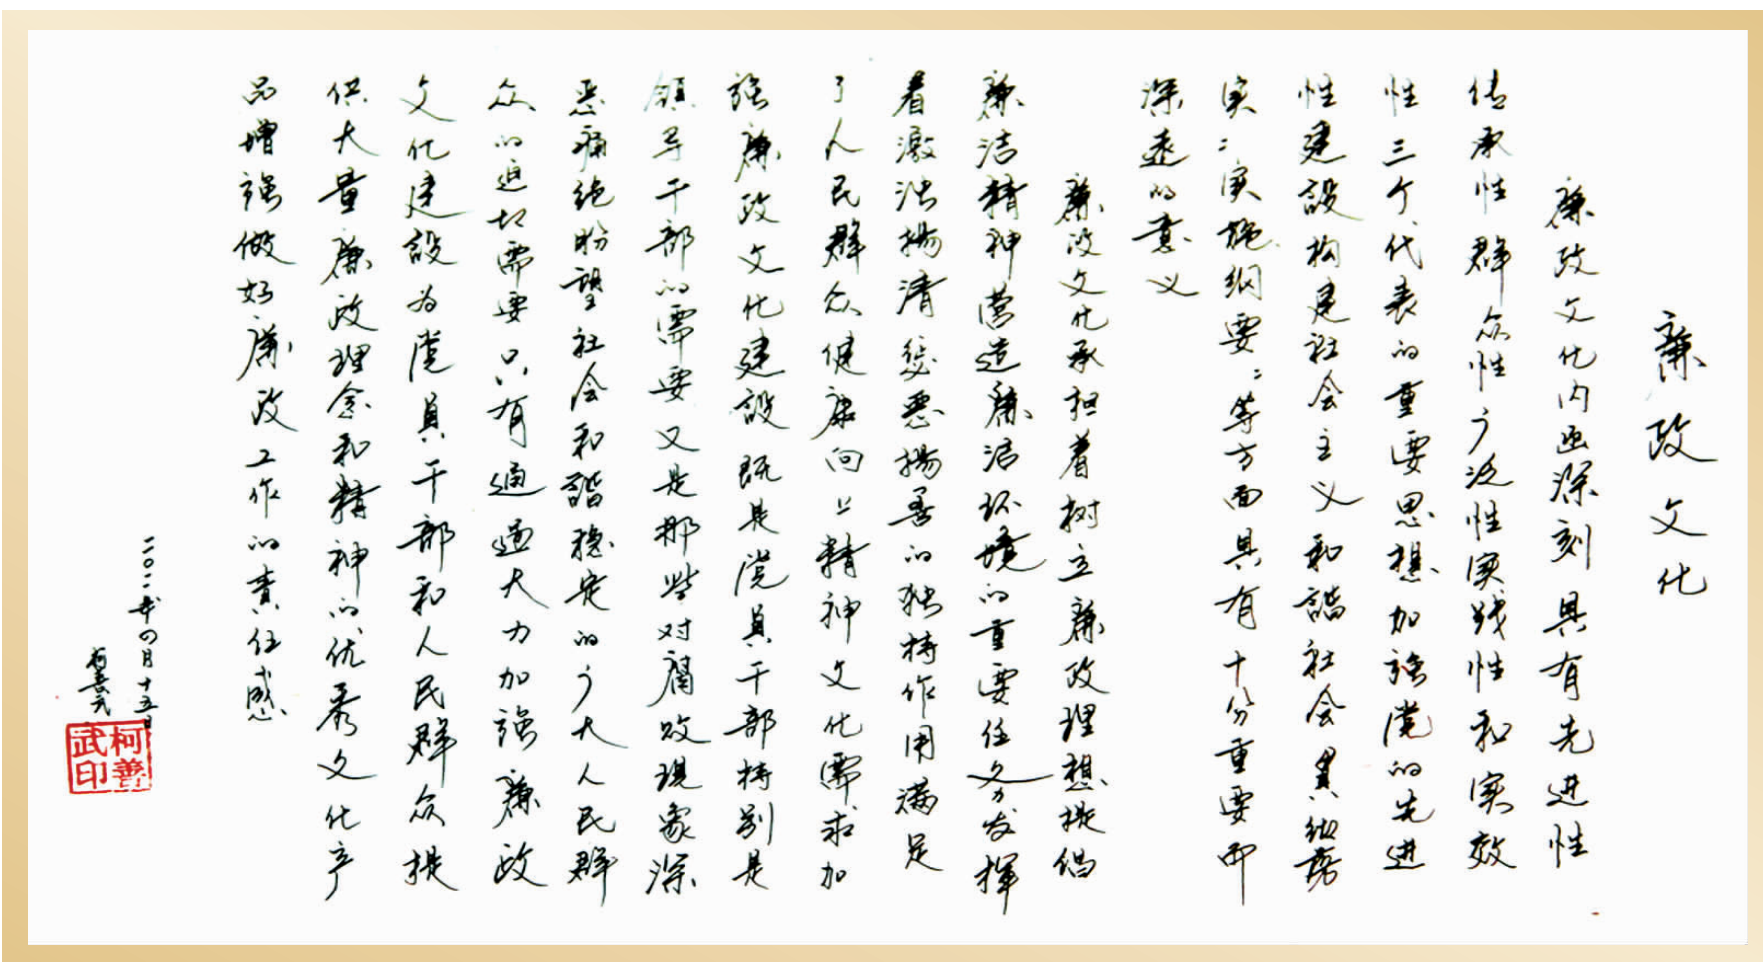 廉政文化
廉政文化内涵深刻具有先进性
传承性群众性广泛性实践性和实效
性三个代表的重要思想加强党的先进
性建设构建社会主义和谐社会贯彻落
实：实施纲要：等方面具有十分重要而
深远的意义
廉政文化承担着树立廉政理想提倡
廉洁精神营造廉洁环境的重要任务发挥
着激浊扬清惩恶扬善的独特作用满足
了人民群众健康向上精神文化需求加
强廉政文化建设既是党员干部特别是
领导干部的需要又是那些对腐败现象深
恶痛绝盼望社会和谐稳定的广大人民群
众的迫切需要只有通过大力加强廉政
文化建设为党员干部和人民群众提
供大量廉政理念和精神的优秀文化产
品增强做好廉政工作的责任感
二〇一一年四月十五日
柯善武印